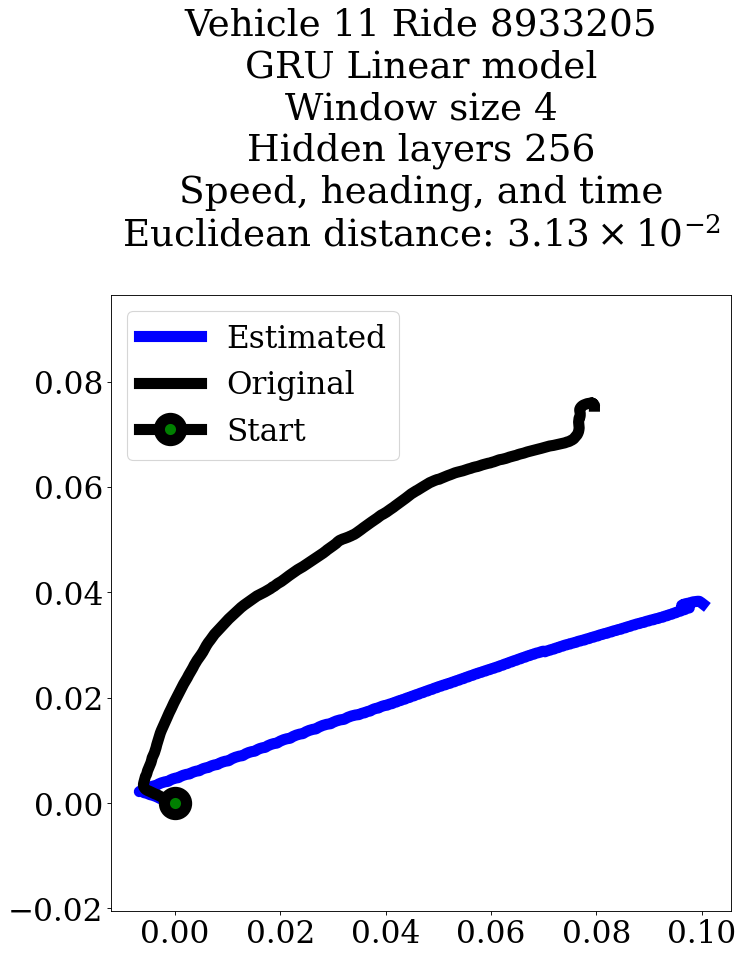 Vehicle 11 Ride 8933205
GRU Linear model
Window size 4
Hidden layers 256
Speed, heading, and time
Euclidean distance: 3.13 × 10⁻²
Estimated
Original
Start
0.08
0.06
0.04
0.02
0.00
−0.02
0.00 0.02 0.04 0.06 0.08 0.10